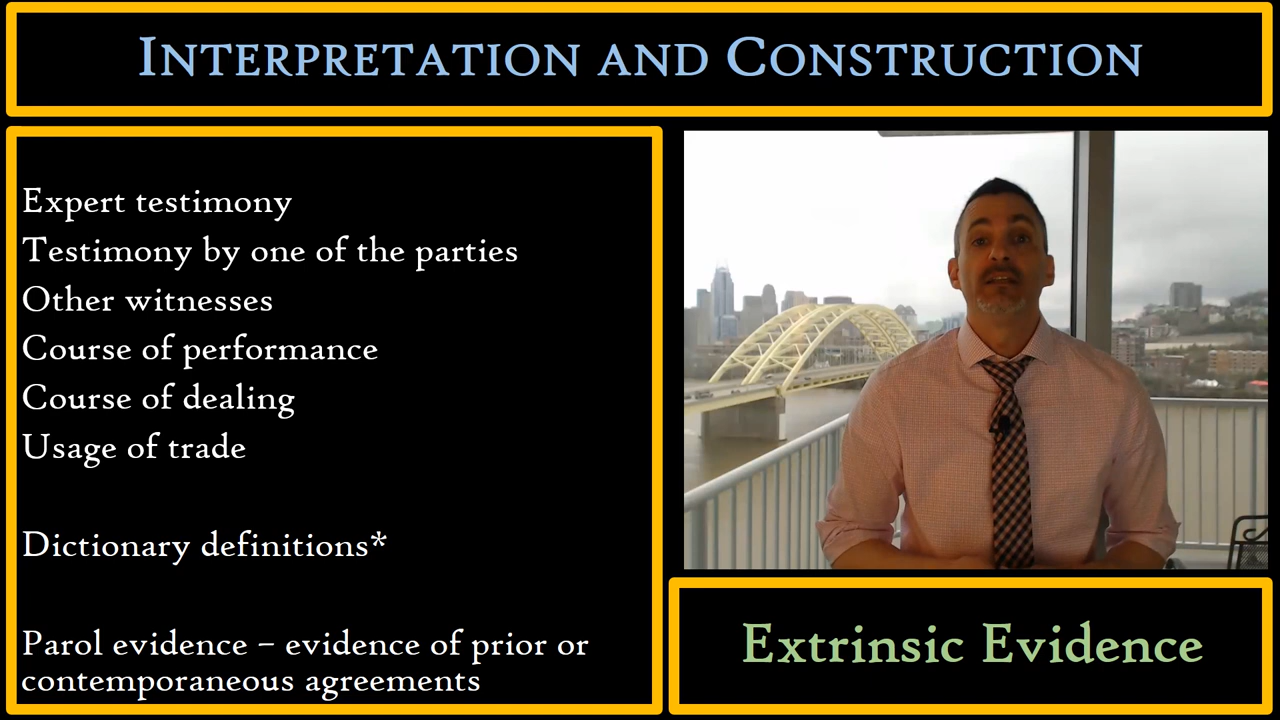 Interpretation and Construction
Expert testimony
Testimony by one of the parties
Other witnesses
Course of performance
Course of dealing
Usage of trade
Dictionary definitions*
Parol evidence – evidence of prior or
contemporaneous agreements
Extrinsic Evidence